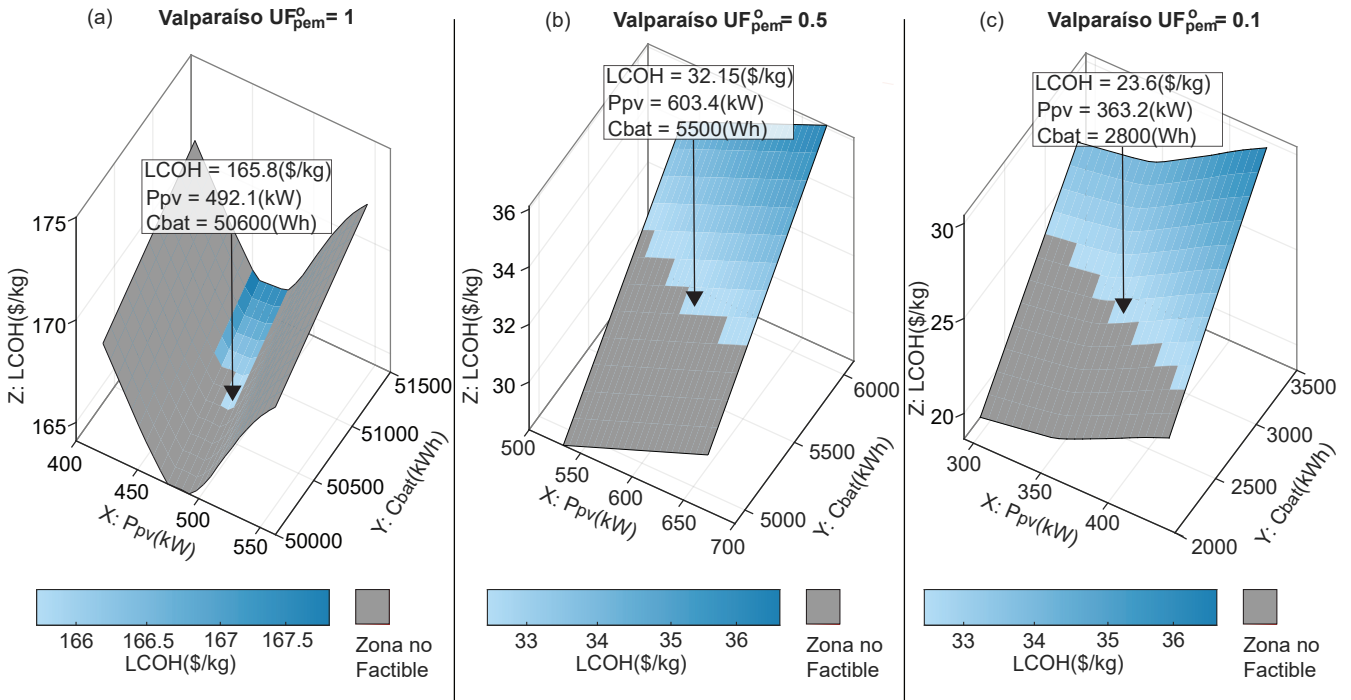 (a) Valparaíso UF°pem = 1
LCOH = 165.8($/kg)
Ppv = 492.1(kW)
Cbat = 50600(Wh)
175
170
165
Z: LCOH($/kg)
400
450
500
550
X: Ppv(kW)
50000
50500
51000
51500
Y: Cbat(kWh)
166 166.5 167 167.5
LCOH($/kg)
Zona no
Factible
(b) Valparaíso UF°pem = 0.5
LCOH = 32.15($/kg)
Ppv = 603.4(kW)
Cbat = 5500(Wh)
36
34
32
30
Z: LCOH($/kg)
500
550
600
650
700
X: Ppv(kW)
5000
5500
6000
Y: Cbat(kWh)
33 34 35 36
LCOH($/kg)
Zona no
Factible
(c) Valparaíso UF°pem = 0.1
LCOH = 23.6($/kg)
Ppv = 363.2(kW)
Cbat = 2800(Wh)
30
25
20
Z: LCOH($/kg)
300
350
400
X: Ppv(kW)
2000
2500
3000
3500
Y: Cbat(kWh)
33 34 35 36
LCOH($/kg)
Zona no
Factible